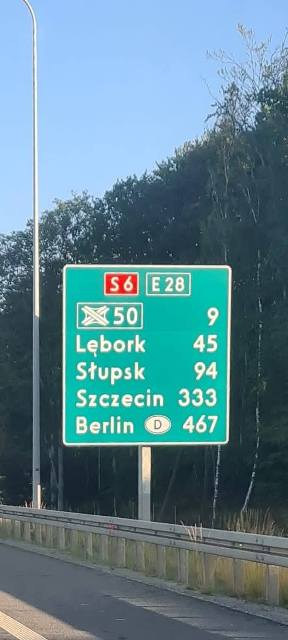 S6 E28
50 9
Lębork 45
Słupsk 94
Szczecin 333
Berlin D 467